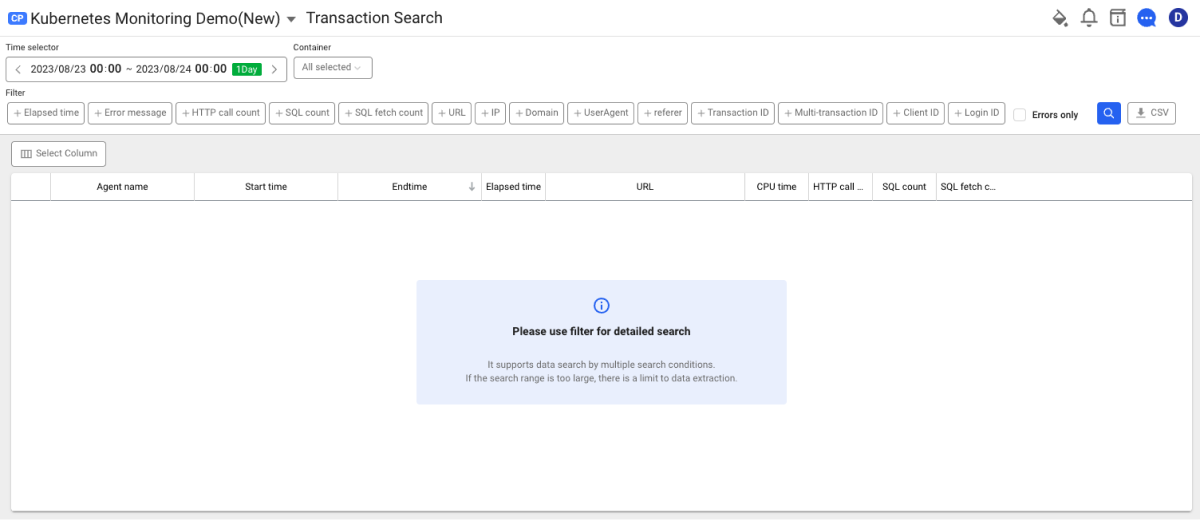 CP Kubernetes Monitoring Demo(New) Transaction Search D
Time selector Container
2023/08/23 00:00 ~ 2023/08/24 00:00 1Day All selected
Filter
+ Elapsed time + Error message + HTTP call count + SQL count + SQL fetch count + URL + IP + Domain + UserAgent + referer + Transaction ID + Multi-transaction ID + Client ID + Login ID Errors only CSV
Select Column
Agent name Start time Endtime ↓ Elapsed time URL CPU time HTTP call ... SQL count SQL fetch c...
Please use filter for detailed search
It supports data search by multiple search conditions.
If the search range is too large, there is a limit to data extraction.